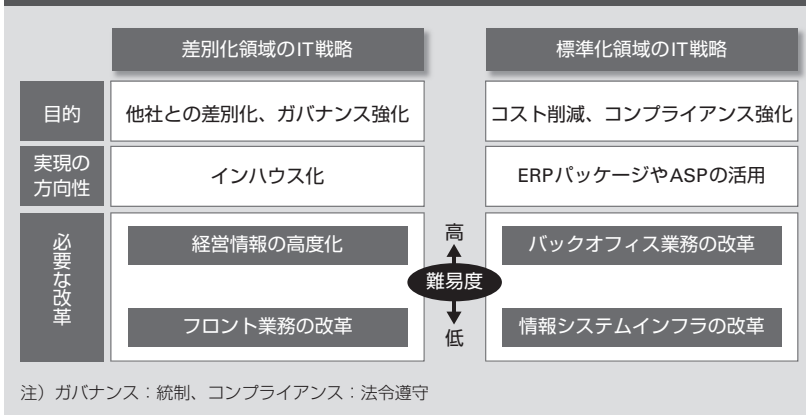 差別化領域のIT戦略
標準化領域のIT戦略
目的
他社との差別化、ガバナンス強化
コスト削減、コンプライアンス強化
実現の
方向性
インハウス化
ERPパッケージやASPの活用
必要な改革
経営情報の高度化
フロント業務の改革
高
難易度
低
バックオフィス業務の改革
情報システムインフラの改革
注）ガバナンス：統制、コンプライアンス：法令遵守